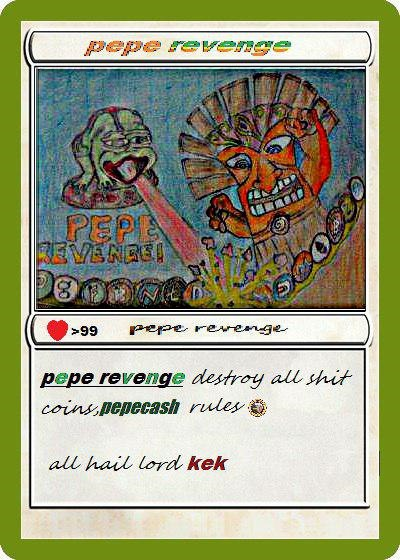 pepe revenge
PEPE
REVENGE!
>99 pepe revenge
pepe revenge destroy all shit
coins,pepecash rules
all hail lord kek